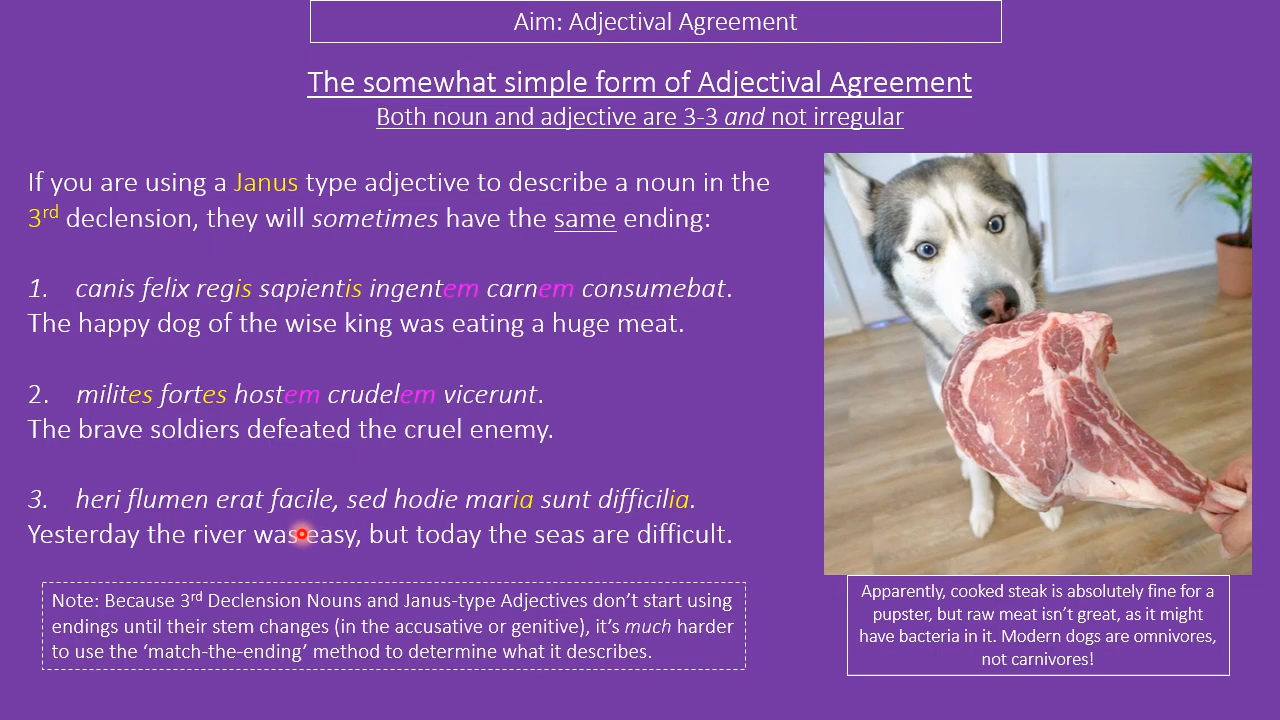 Aim: Adjectival Agreement
The somewhat simple form of Adjectival Agreement
Both noun and adjective are 3-3 and not irregular
If you are using a Janus type adjective to describe a noun in the
3rd declension, they will sometimes have the same ending:
1. canis felix regis sapientis ingentem carnem consumebat.
The happy dog of the wise king was eating a huge meat.
2. milites fortes hostem crudelem vicerunt.
The brave soldiers defeated the cruel enemy.
3. heri flumen erat facile, sed hodie maria sunt difficilia.
Yesterday the river was easy, but today the seas are difficult.
Note: Because 3rd Declension Nouns and Janus-type Adjectives don't start using
endings until their stem changes (in the accusative or genitive), it's much harder
to use the 'match-the-ending' method to determine what it describes.
Apparently, cooked steak is absolutely fine for a
pupster, but raw meat isn't great, as it might
have bacteria in it. Modern dogs are omnivores,
not carnivores!